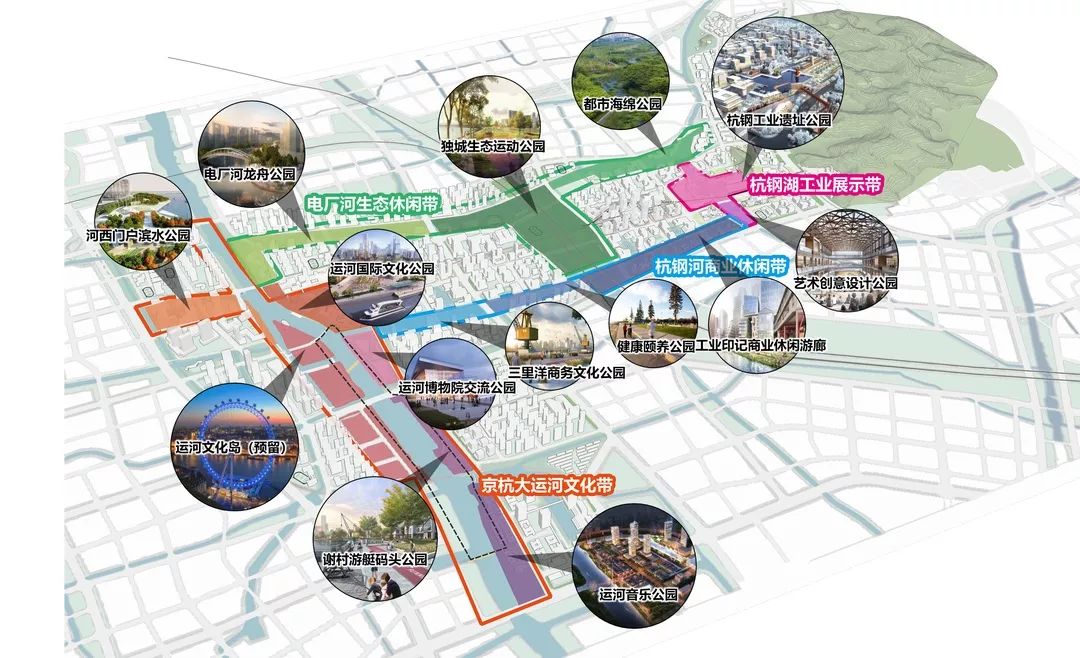 都市海绵公园
杭钢工业遗址公园
独城生态运动公园
电厂河龙舟公园
杭钢湖工业展示带
电厂河生态休闲带
河西门户滨水公园
运河国际文化公园
杭钢河商业休闲带
艺术创意设计公园
健康颐养公园
工业印记商业休闲游廊
三里洋商务文化公园
运河博物院交流公园
运河文化岛（预留）
京杭大运河文化带
谢村游艇码头公园
运河音乐公园